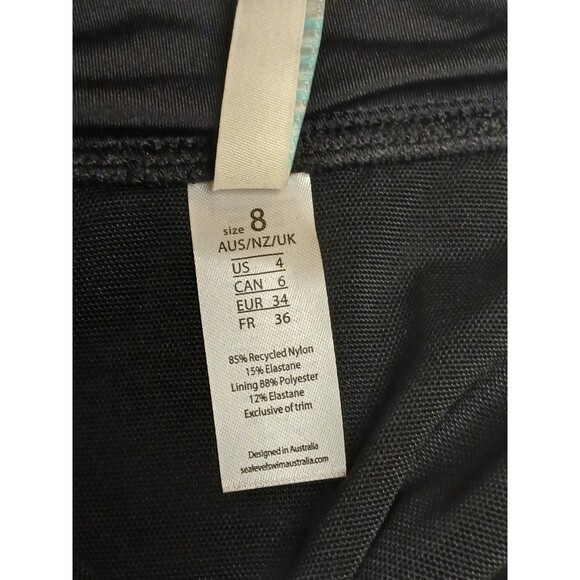 size 8
AUS/NZ/UK
US 4
CAN 6
EUR 34
FR 36
85% Recycled Nylon
15% Elastane
Lining 88% Polyester
12% Elastane
Exclusive of trim
Designed in Australia
sealevelswimaustralia.com